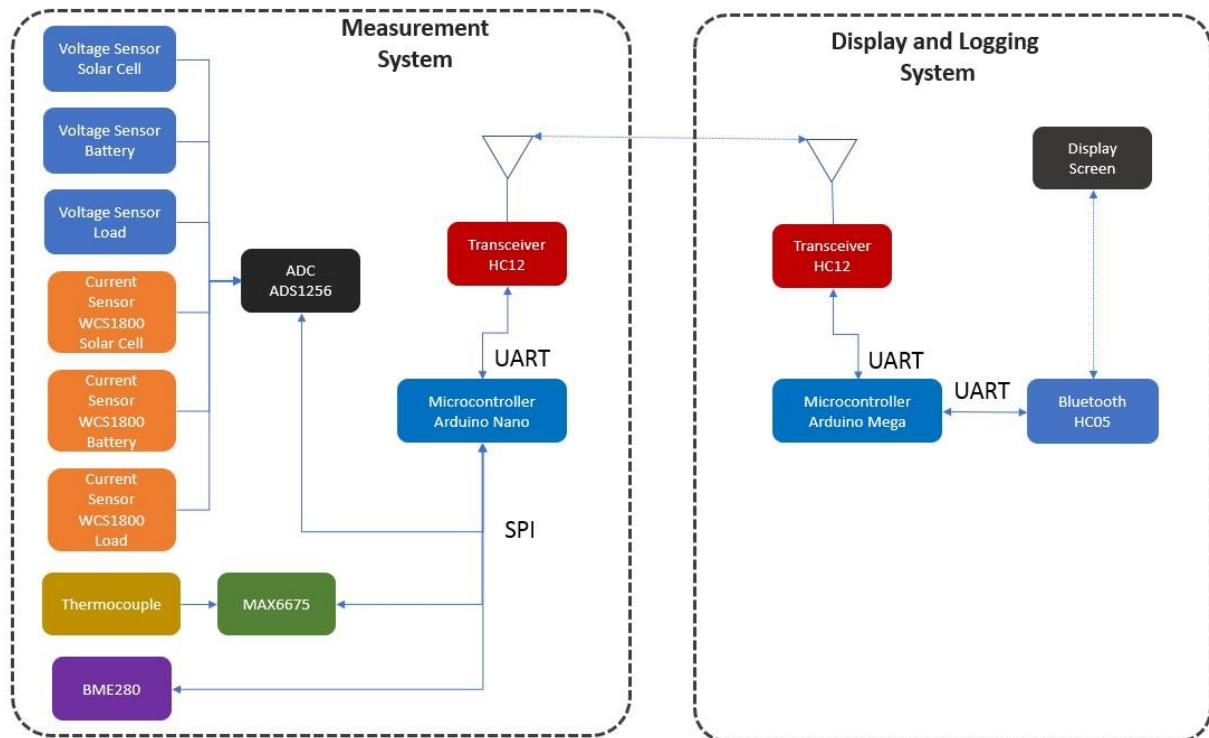 Measurement
System
Voltage Sensor
Solar Cell
Voltage Sensor
Battery
Voltage Sensor
Load
Current
Sensor
WCS1800
Solar Cell
Current
Sensor
WCS1800
Battery
Current
Sensor
WCS1800
Load
ADC
ADS1256
Transceiver
HC12
UART
Microcontroller
Arduino Nano
SPI
Thermocouple
MAX6675
BME280
Display and Logging
System
Display
Screen
Transceiver
HC12
UART
UART
Microcontroller
Arduino Mega
Bluetooth
HC05